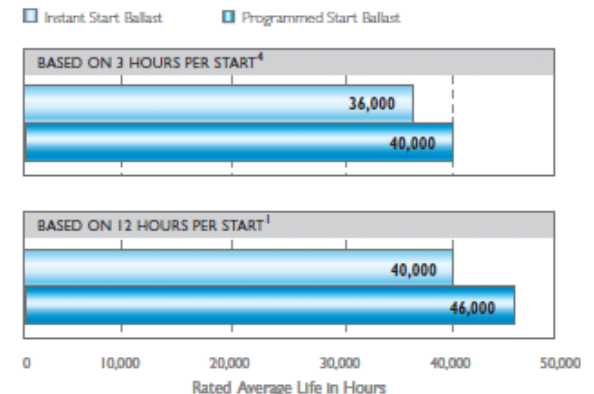 Instant Start Ballast Programmed Start Ballast
BASED ON 3 HOURS PER START4
36,000
40,000
BASED ON 12 HOURS PER START1
40,000
46,000
0 10,000 20,000 30,000 40,000 50,000
Rated Average Life in Hours